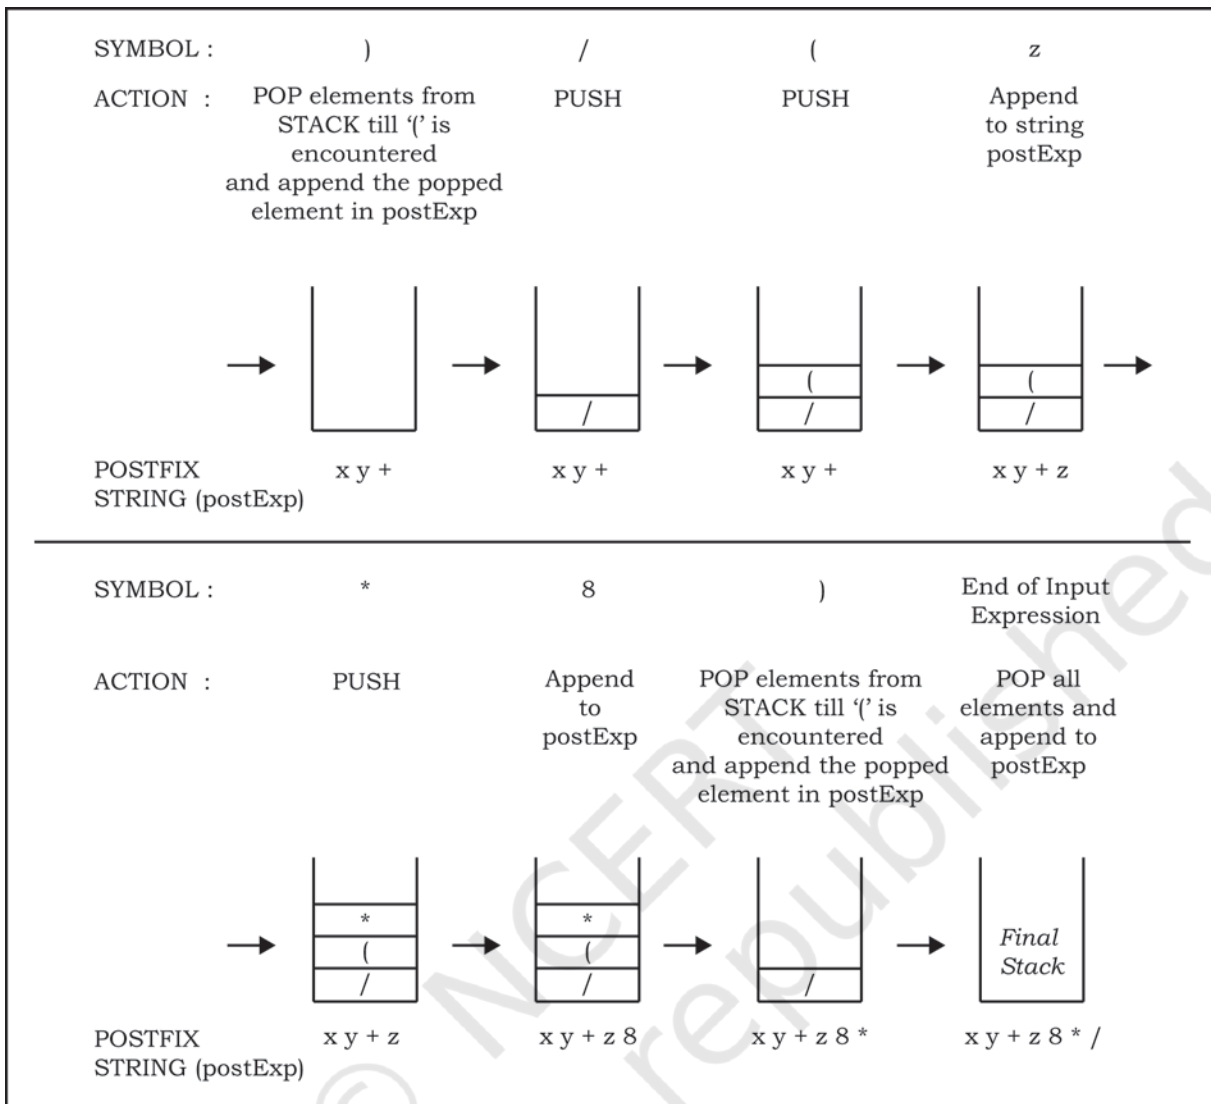 SYMBOL : ) / ( z
ACTION : POP elements from STACK till ‘(’ is encountered and append the popped element in postExp
PUSH
PUSH
Append to string postExp
/
(
/
(
/
POSTFIX STRING (postExp) x y + x y + x y + x y + z
SYMBOL : * 8 ) End of Input Expression
ACTION : PUSH
Append to postExp
POP elements from STACK till ‘(’ is encountered and append the popped element in postExp
POP all elements and append to postExp
*
(
/
*
(
/
/
Final Stack
POSTFIX STRING (postExp) x y + z x y + z 8 x y + z 8 * x y + z 8 * /
© NCERT
republished